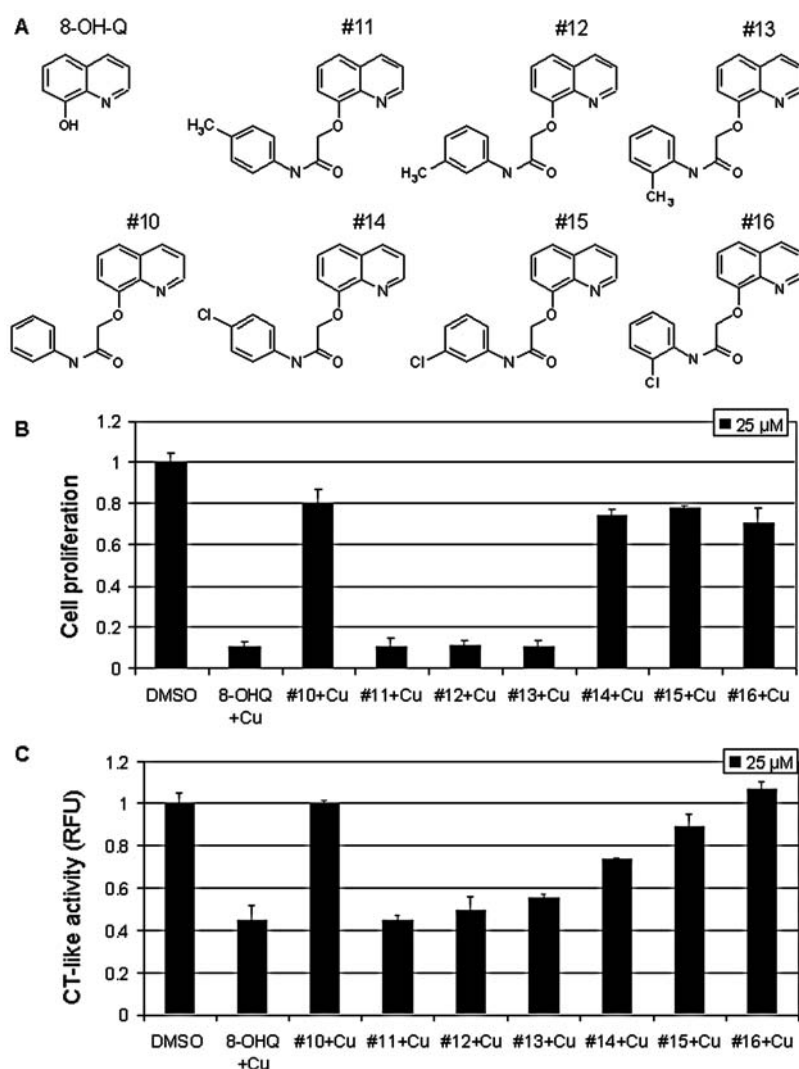 A
8-OH-Q #11 #12 #13
N
OH
H₃C
N
O
N
O
H₃C
N
O
N
O
CH₃
N
O
N
O
#10 #14 #15 #16
N
O
N
O
Cl
N
O
N
O
Cl
N
O
N
O
Cl
N
O
N
O
B
25 µM
Cell proliferation
1.2
1
0.8
0.6
0.4
0.2
0
DMSO 8-OHQ +Cu #10+Cu #11+Cu #12+Cu #13+Cu #14+Cu #15+Cu #16+Cu
C
25 µM
CT-like activity (RFU)
1.2
1
0.8
0.6
0.4
0.2
0
DMSO 8-OHQ +Cu #10+Cu #11+Cu #12+Cu #13+Cu #14+Cu #15+Cu #16+Cu